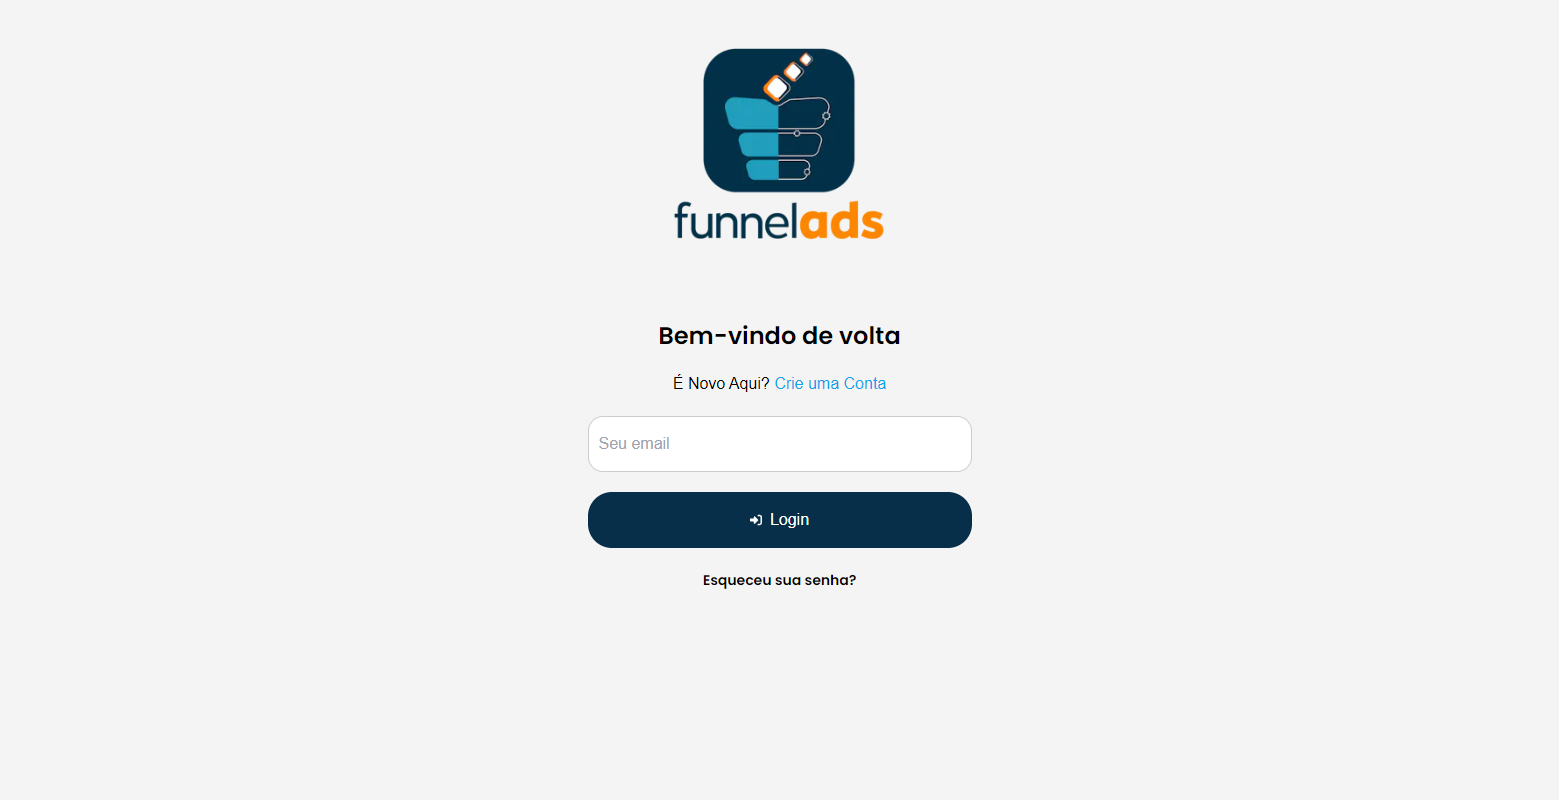 funnelads
Bem-vindo de volta
É Novo Aqui? Crie uma Conta
Seu email
Login
Esqueceu sua senha?